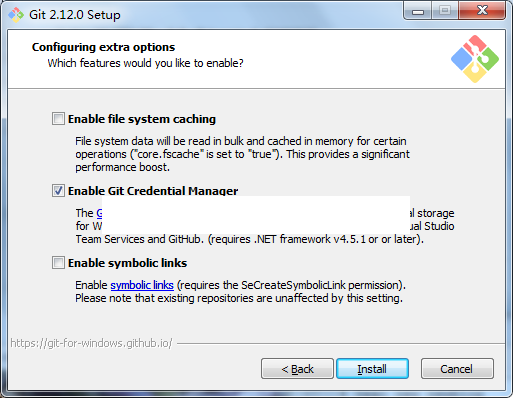 Git 2.12.0 Setup
Configuring extra options
Which features would you like to enable?
Enable file system caching
File system data will be read in bulk and cached in memory for certain
operations ("core.fscache" is set to "true"). This provides a significant
performance boost.
Enable Git Credential Manager
The storage
for Studio
Team Services and GitHub. (requires .NET framework v4.5.1 or or later).
Enable symbolic links
Enable symbolic links (requires the SeCreateSymbolicLink permission).
Please note that existing repositories are unaffected by this setting.
https://git-for-windows.github.io/
< Back
Install
Cancel